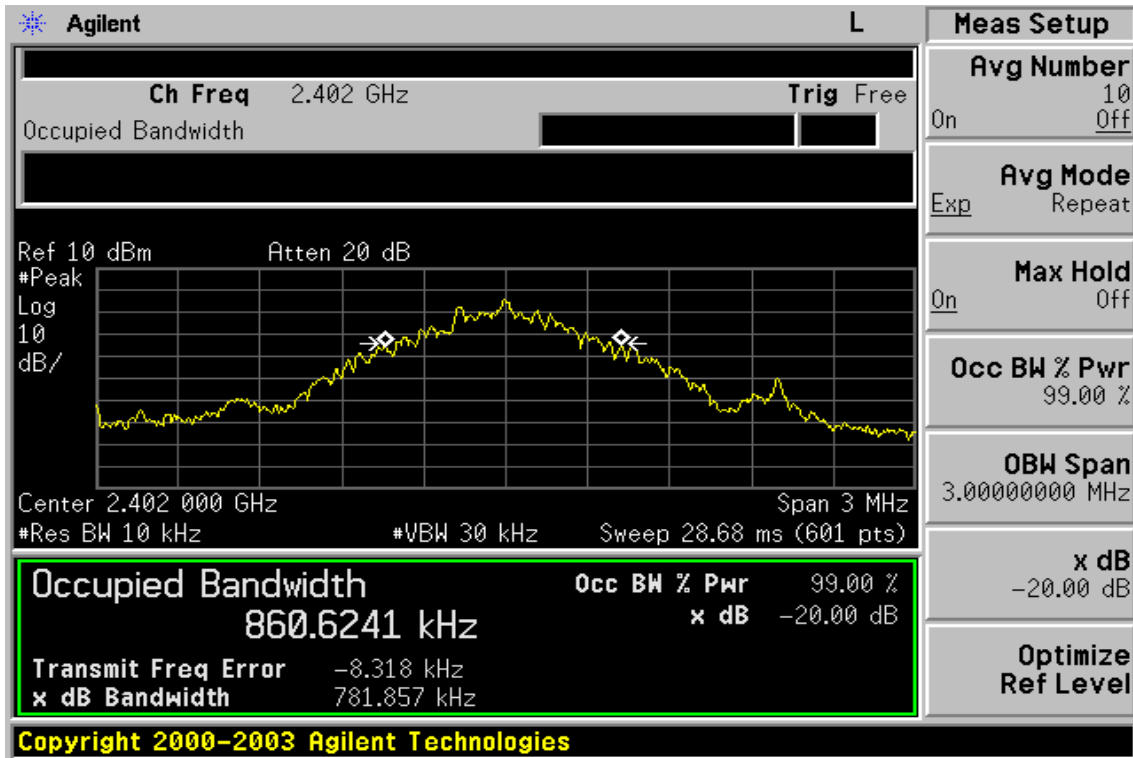 Agilent L
Ch Freq 2.402 GHz Trig Free
Occupied Bandwidth
Ref 10 dBm Atten 20 dB
#Peak
Log
10
dB/
Center 2.402 000 GHz Span 3 MHz
#Res BW 10 kHz #VBW 30 kHz Sweep 28.68 ms (601 pts)
Occupied Bandwidth
860.6241 kHz
Occ BW % Pwr 99.00 %
x dB -20.00 dB
Transmit Freq Error -8.318 kHz
x dB Bandwidth 781.857 kHz
Meas Setup
Avg Number
10
On Off
Avg Mode
Exp Repeat
Max Hold
On Off
Occ BW % Pwr
99.00 %
OBW Span
3.00000000 MHz
x dB
-20.00 dB
Optimize
Ref Level
Copyright 2000-2003 Agilent Technologies